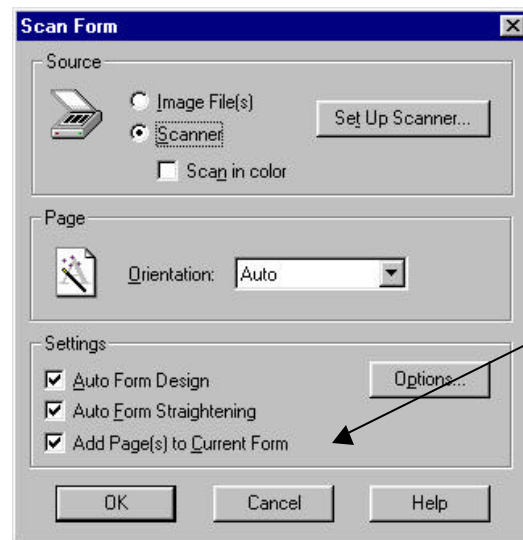 Scan Form
Source
Image File(s)
Scanner
Set Up Scanner...
Scan in color
Page
Orientation: Auto
Settings
Auto Form Design
Options...
Auto Form Straightening
Add Page(s) to Current Form
OK Cancel Help